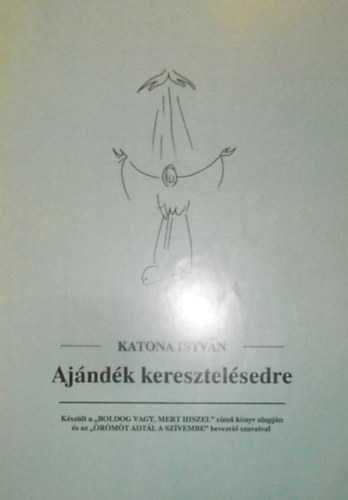 KATONA ISTVÁN
Ajándék keresztelésedre
Készült a „BOLDOG VAGY, MERT HISZEL" című könyv alapján
és az „ÖRÖMÖT ADTÁL A SZÍVEMBE" bevezető szavaival